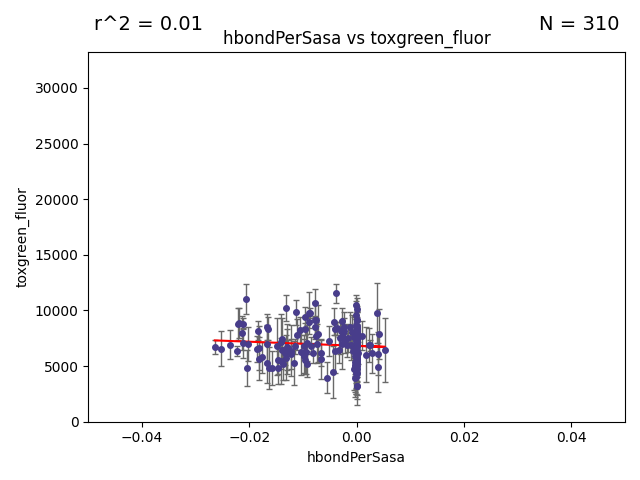 r^2 = 0.01
N = 310
hbondPerSasa vs toxgreen_fluor
30000
25000
20000
15000
10000
5000
0
toxgreen_fluor
−0.04
−0.02
0.00
0.02
0.04
hbondPerSasa